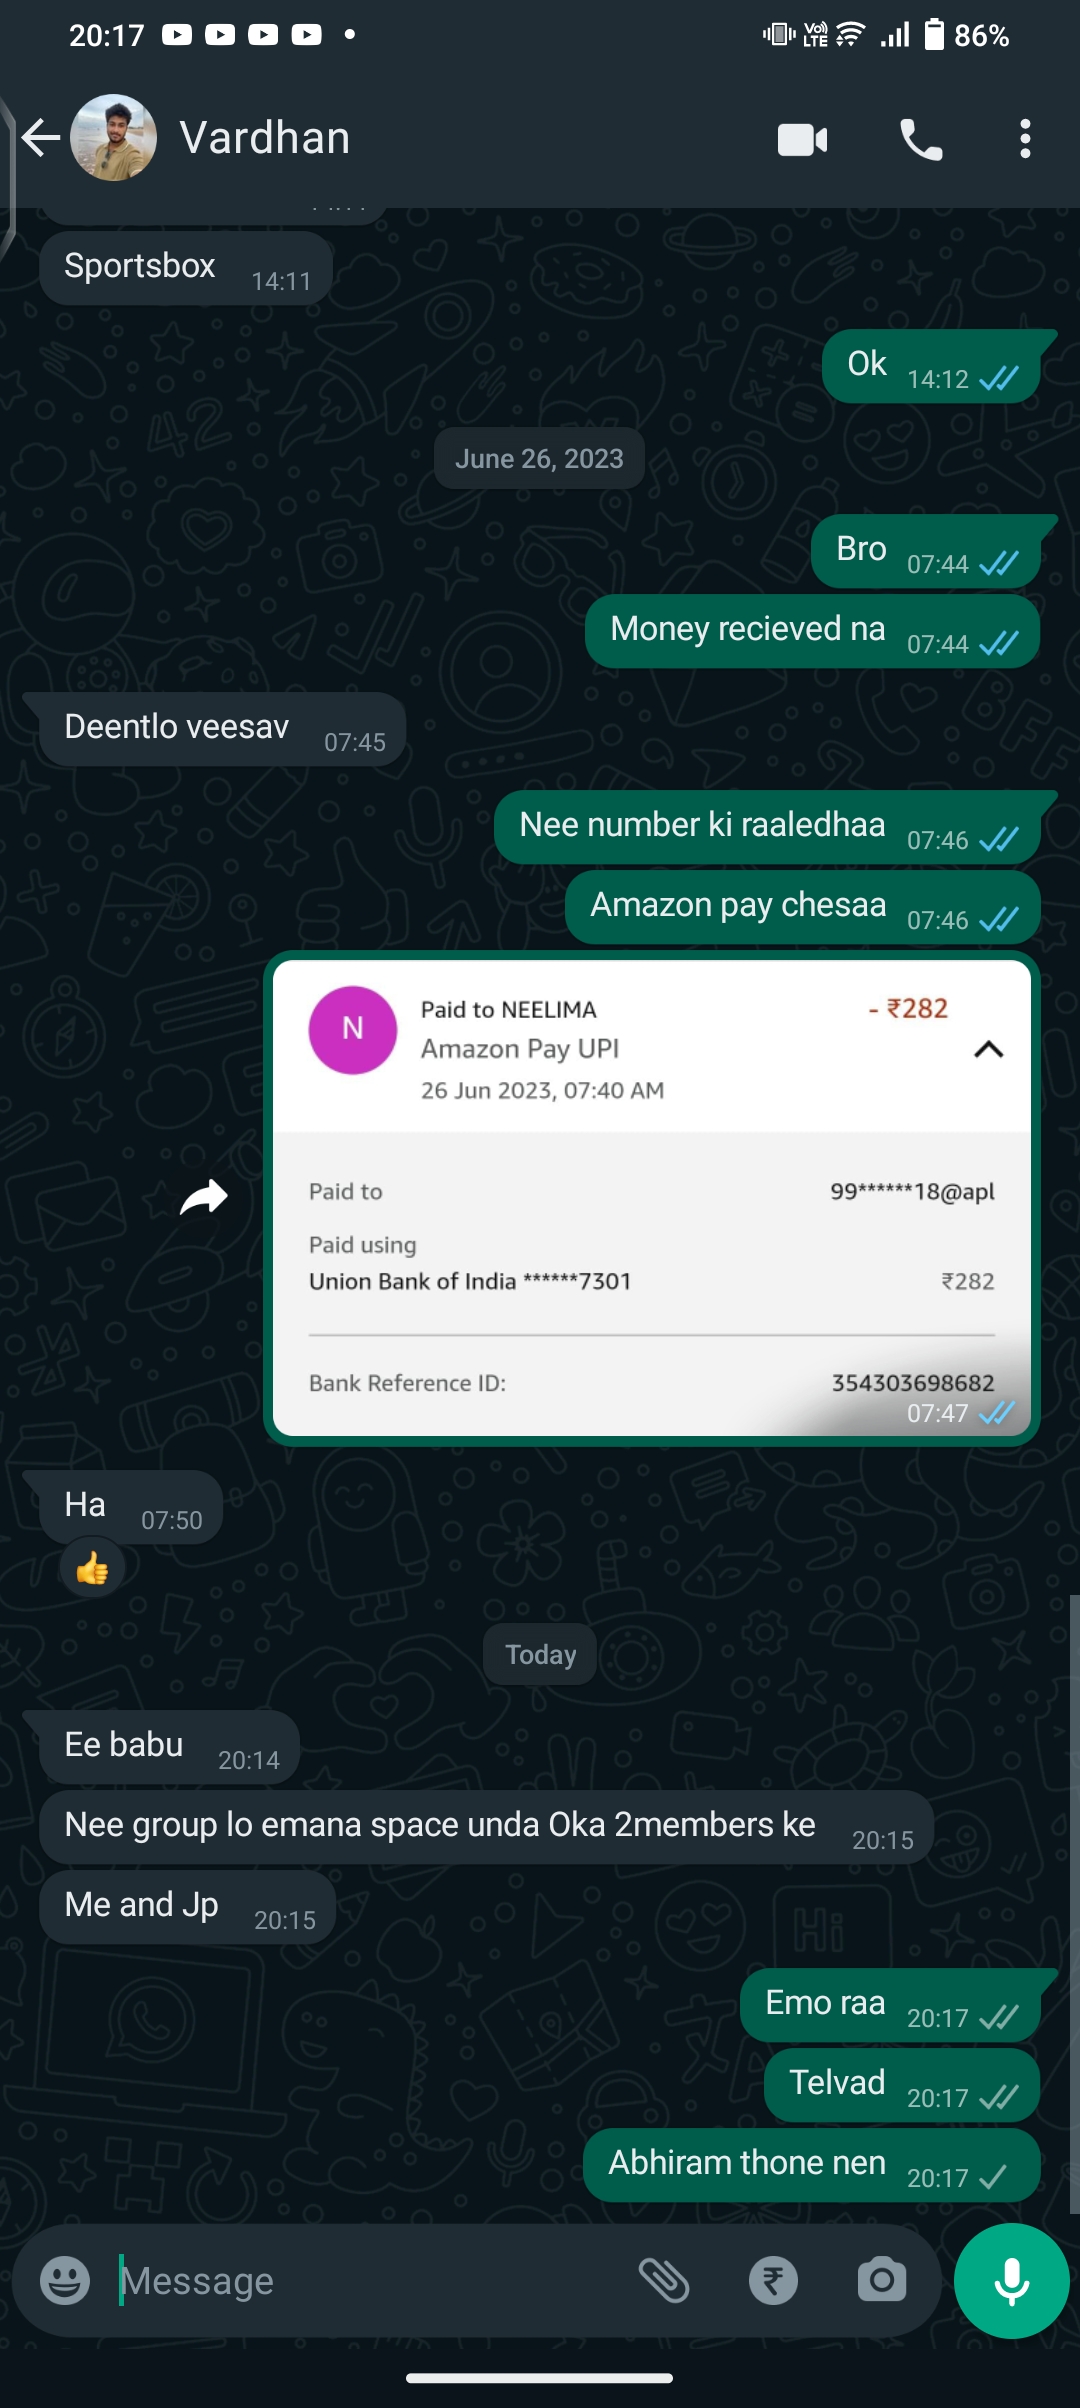 20:17
Vo))
LTE
86%
Vardhan
Sportsbox 14:11
Ok 14:12
June 26, 2023
Bro 07:44
Money recieved na 07:44
Deentlo veesav 07:45
Nee number ki raaledhaa 07:46
Amazon pay chesaa 07:46
N
Paid to NEELIMA - ₹282
Amazon Pay UPI
26 Jun 2023, 07:40 AM
Paid to 99******18@apl
Paid using
Union Bank of India ******7301 ₹282
Bank Reference ID: 354303698682
07:47
Ha 07:50
Today
Ee babu 20:14
Nee group lo emana space unda Oka 2members ke 20:15
Me and Jp 20:15
Emo raa 20:17
Telvad 20:17
Abhiram thone nen 20:17
Message